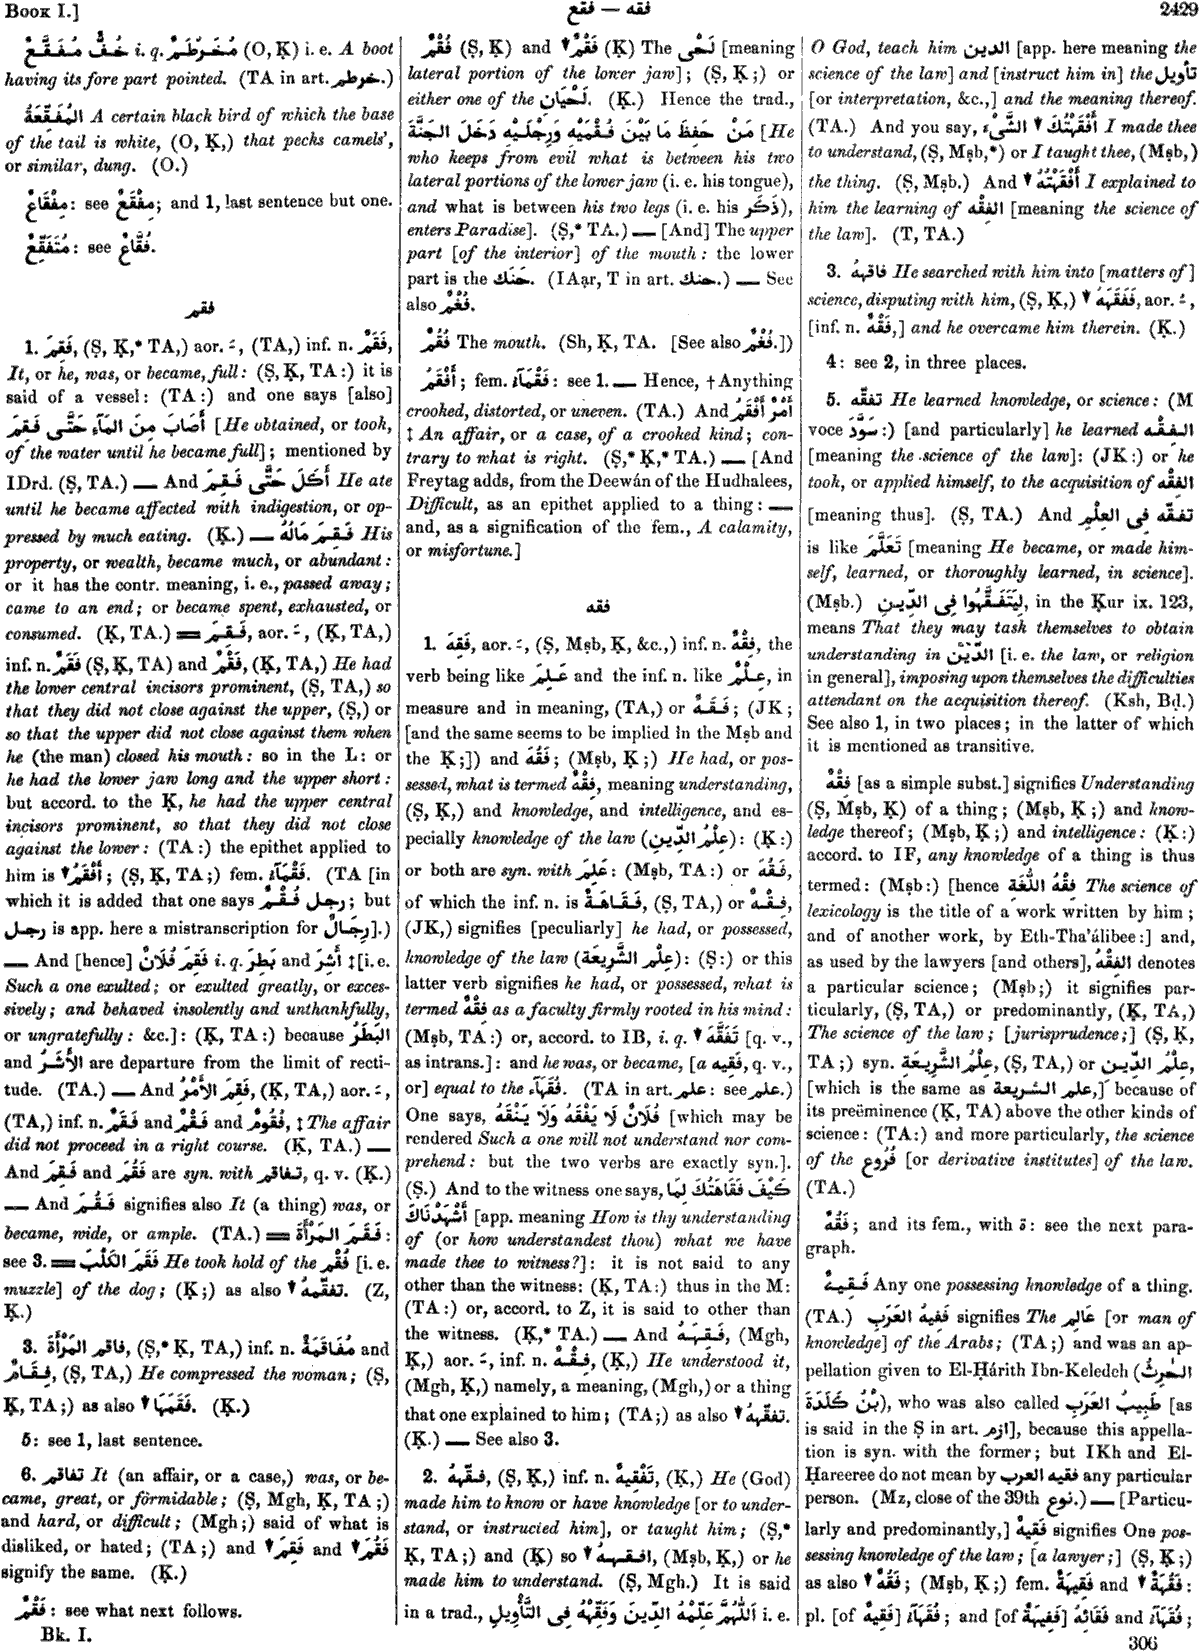 Book I.]
فقه — فقع
2429
خُفٌّ مُفَقَّعٌ i. q. مُخَرْطَمٌ (O, Ḳ) i. e. A boot
having its fore part pointed. (TA in art. خرطم.)
المُفَقِّعَةُ A certain black bird of which the base
of the tail is white, (O, Ḳ,) that pecks camels',
or similar, dung. (O.)
مِفْقَاعٌ: see مِفْقَعٌ; and 1, last sentence but one.
مُتَفَقِّعٌ: see فُقَّاعٌ.
فقم
1. فَقِمَ, (Ṣ, Ḳ,* TA,) aor. ـَ, (TA,) inf. n. فَقَمٌ,
It, or he, was, or became, full: (Ṣ, Ḳ, TA:) it is
said of a vessel: (TA:) and one says [also]
أَصَابَ مِنَ المَآءِ حَتَّى فَقِمَ [He obtained, or took,
of the water until he became full]; mentioned by
IDrd. (Ṣ, TA.) — And أَكَلَ حَتَّى فَقِمَ He ate
until he became affected with indigestion, or op-
pressed by much eating. (Ḳ.) — فَقِمَ مَالُهُ His
property, or wealth, became much, or abundant:
or it has the contr. meaning, i. e., passed away;
came to an end; or became spent, exhausted, or
consumed. (Ḳ, TA.) = فَقِمَ, aor. ـَ, (Ḳ, TA,)
inf. n. فَقَمٌ (Ṣ, Ḳ, TA) and فَقْمٌ, (Ḳ, TA,) He had
the lower central incisors prominent, (Ṣ, TA,) so
that they did not close against the upper, (Ṣ,) or
so that the upper did not close against them when
he (the man) closed his mouth: so in the L: or
he had the lower jaw long and the upper short:
but accord. to the Ḳ, he had the upper central
incisors prominent, so that they did not close
against the lower: (TA:) the epithet applied to
him is ▼ أَفْقَمُ; (Ṣ, Ḳ, TA;) fem. فَقْمَآءُ. (TA [in
which it is added that one says رجل فُقْمٌ; but
رجل is app. here a mistranscription for رِجَالٌ].)
— And [hence] فَقِمَ فُلَانٌ i. q. بَطِرَ and أَشِرَ ‡ [i. e.
Such a one exulted; or exulted greatly, or exces-
sively; and behaved insolently and unthankfully,
or ungratefully: &c.]: (Ḳ, TA:) because البَطَرُ
and الأَشَرُ are departure from the limit of recti-
tude. (TA.) — And فَقِمَ الأَمْرُ, (Ḳ, TA,) aor. ـَ,
(TA,) inf. n. فَقَمٌ and فَقْمٌ and فُقُومٌ, ‡ The affair
did not proceed in a right course. (Ḳ, TA.) —
And فَقِمَ and فَقُمَ are syn. with تفاقم, q. v. (Ḳ.)
— And فَقُمَ signifies also It (a thing) was, or
became, wide, or ample. (TA.) = فَقَمَ المَرْأَةَ:
see 3. = فَقَمَ الكَلْبَ He took hold of the فُقْم [i. e.
muzzle] of the dog; (Ḳ;) as also ▼ تفقّمهُ. (Z,
Ḳ.)
3. فاقم المَرْأَةَ, (Ṣ,* Ḳ, TA,) inf. n. مُفَاقَمَةٌ and
فِقَامٌ, (Ṣ, TA,) He compressed the woman; (Ṣ,
Ḳ, TA;) as also ▼ فَقَمَهَا. (Ḳ.)
5: see 1, last sentence.
6. تفاقم It (an affair, or a case,) was, or be-
came, great, or formidable; (Ṣ, Mgh, Ḳ, TA;)
and hard, or difficult; (Mgh;) said of what is
disliked, or hated; (TA;) and ▼ فَقِمَ and ▼ فَقُمَ
signify the same. (Ḳ.)
فَقْمٌ: see what next follows.
Bk. I.
فُقْمٌ (Ṣ, Ḳ) and ▼ فَقْمٌ (Ḳ) The لَحْى [meaning
lateral portion of the lower jaw]; (Ṣ, Ḳ;) or
either one of the لَحْيَانِ. (Ḳ.) Hence the trad.,
مَنْ حَفِظَ مَا بَيْنَ فُقْمَيْهِ وَرِجْلَيْهِ دَخَلَ الجَنَّةَ [He
who keeps from evil what is between his two
lateral portions of the lower jaw (i. e. his tongue),
and what is between his two legs (i. e. his ذَكَر),
enters Paradise]. (Ṣ,* TA.) — [And] The upper
part [of the interior] of the mouth: the lower
part is the حَنَك. (IAạr, T in art. حنك.) — See
also فُغْمٌ.
فُقُمٌ The mouth. (Sh, Ḳ, TA. [See also فُغُمٌ.])
أَفْقَمُ; fem. فَقْمَآءُ: see 1. — Hence, † Anything
crooked, distorted, or uneven. (TA.) And أَمْرٌ أَفْقَمُ
‡ An affair, or a case, of a crooked kind; con-
trary to what is right. (Ṣ,* Ḳ,* TA.) — [And
Freytag adds, from the Deewán of the Hudhalees,
Difficult, as an epithet applied to a thing: —
and, as a signification of the fem., A calamity,
or misfortune.]
فقه
1. فَقِهَ, aor. ـَ, (Ṣ, Mṣb, Ḳ, &c.,) inf. n. فِقْهٌ, the
verb being like عَلِمَ and the inf. n. like عِلْمٌ, in
measure and in meaning, (TA,) or فَقَهٌ; (JK;
[and the same seems to be implied in the Mṣb and
the Ḳ;]) and فَقُهَ; (Mṣb, Ḳ;) He had, or pos-
sessed, what is termed فِقْهٌ, meaning understanding,
(Ṣ, Ḳ,) and knowledge, and intelligence, and es-
pecially knowledge of the law (عِلْمُ الدِّينِ): (Ḳ:)
or both are syn. with عَلِمَ: (Mṣb, TA:) or فَقُهَ,
of which the inf. n. is فَقَاهَةٌ, (Ṣ, TA,) or فِقْهٌ,
(JK,) signifies [peculiarly] he had, or possessed,
knowledge of the law (عِلْم الشَّرِيعَة): (Ṣ:) or this
latter verb signifies he had, or possessed, what is
termed فِقْهٌ as a faculty firmly rooted in his mind:
(Mṣb, TA:) or, accord. to IB, i. q. ▼ تَفَقَّهَ [q. v.,
as intrans.]: and he was, or became, [a فَقِيه, q. v.,
or] equal to the فُقَهَآء. (TA in art. علم: see علم.)
One says, فُلَانٌ لَا يَفْقَهُ وَلَا يَنْقَهُ [which may be
rendered Such a one will not understand nor com-
prehend: but the two verbs are exactly syn.].
(Ṣ.) And to the witness one says, كَيْفَ فَقَاهَتُكَ لِمَا
أَشْهَدْنَاكَ [app. meaning How is thy understanding
of (or how understandest thou) what we have
made thee to witness?]: it is not said to any
other than the witness: (Ḳ, TA:) thus in the M:
(TA:) or, accord. to Z, it is said to other than
the witness. (Ḳ,* TA.) — And فَقِهَهُ, (Mgh,
Ḳ,) aor. ـَ, inf. n. فِقْهٌ, (Ḳ,) He understood it,
(Mgh, Ḳ,) namely, a meaning, (Mgh,) or a thing
that one explained to him; (TA;) as also ▼ تفقّههُ.
(Ḳ.) — See also 3.
2. فقّههُ, (Ṣ, Ḳ,) inf. n. تَفْقِيهٌ, (Ḳ,) He (God)
made him to know or have knowledge [or to under-
stand, or instructed him], or taught him; (Ṣ,*
Ḳ, TA;) and (Ḳ) so ▼ افقههُ, (Mṣb, Ḳ,) or he
made him to understand. (Ṣ, Mgh.) It is said
in a trad., اَللّٰهُمَّ عَلِّمْهُ الدِّينَ وَفَقِّهْهُ فِى التَّأْوِيلِ i. e.
O God, teach him الدين [app. here meaning the
science of the law] and [instruct him in] the تأويل
[or interpretation, &c.,] and the meaning thereof.
(TA.) And you say, أَفْقَهْتُكَ ▼ الشَّىْءَ I made thee
to understand, (Ṣ, Mṣb,*) or I taught thee, (Mṣb,)
the thing. (Ṣ, Mṣb.) And ▼ أَفْقَهْتُهُ I explained to
him the learning of الفِقْه [meaning the science of
the law]. (T, TA.)
3. فاقههُ He searched with him into [matters of]
science, disputing with him, (Ṣ, Ḳ,) ▼ فَفَقَهَهُ, aor. ـُ,
[inf. n. فَقْهٌ,] and he overcame him therein. (Ḳ.)
4: see 2, in three places.
5. تفقّه He learned knowledge, or science: (M
voce سَوَّدَ:) [and particularly] he learned الفِقْه
[meaning the science of the law]: (JK:) or he
took, or applied himself, to the acquisition of الفِقْه
[meaning thus]. (Ṣ, TA.) And تفقّه فِى العِلْمِ
is like تَعَلَّمَ [meaning He became, or made him-
self, learned, or thoroughly learned, in science].
(Mṣb.) لِيَتَفَقَّهُوا فِى الدِّينِ, in the Ḳur ix. 123,
means That they may task themselves to obtain
understanding in الدِّين [i. e. the law, or religion
in general], imposing upon themselves the difficulties
attendant on the acquisition thereof. (Ksh, Bḍ.)
See also 1, in two places; in the latter of which
it is mentioned as transitive.
فِقْهٌ [as a simple subst.] signifies Understanding
(Ṣ, Mṣb, Ḳ) of a thing; (Mṣb, Ḳ;) and know-
ledge thereof; (Mṣb, Ḳ;) and intelligence: (Ḳ:)
accord. to IF, any knowledge of a thing is thus
termed: (Mṣb:) [hence فِقْهُ اللُّغَةِ The science of
lexicology is the title of a work written by him;
and of another work, by Eth-Tha'álibee:] and,
as used by the lawyers [and others], الفِقْهُ denotes
a particular science; (Mṣb;) it signifies par-
ticularly, (Ṣ, TA,) or predominantly, (Ḳ, TA,)
The science of the law; [jurisprudence;] (Ṣ, Ḳ,
TA;) syn. عِلْمُ الشَّرِيعَةِ, (Ṣ, TA,) or عِلْمُ الدِّينِ,
[which is the same as علم الشريعة,] because of
its preëminence (Ḳ, TA) above the other kinds of
science: (TA:) and more particularly, the science
of the فُرُوع [or derivative institutes] of the law.
(TA.)
فَقُهٌ; and its fem., with ة: see the next para-
graph.
فَقِيهٌ Any one possessing knowledge of a thing.
(TA.) فَقِيهُ العَرَبِ signifies The عَالِم [or man of
knowledge] of the Arabs; (TA;) and was an ap-
pellation given to El-Ḥárith Ibn-Keledeh (الحٰرِثُ
بْنُ كَلَدَةَ), who was also called طَبِيبُ العَرَبِ [as
is said in the Ṣ in art. ازم], because this appella-
tion is syn. with the former; but IKh and El-
Ḥareeree do not mean by فقيه العرب any particular
person. (Mz, close of the 39th نوع.) — [Particu-
larly and predominantly,] فَقِيهٌ signifies One pos-
sessing knowledge of the law; [a lawyer;] (Ṣ, Ḳ;)
as also ▼ فَقُهٌ; (Mṣb, Ḳ;) fem. فَقِيهَةٌ and ▼ فَقُهَةٌ:
pl. [of فَقِيهٌ] فُقَهَآءُ; and [of فَقِيهَةٌ] فَقَائِهُ and فُقَهَآءُ;
306